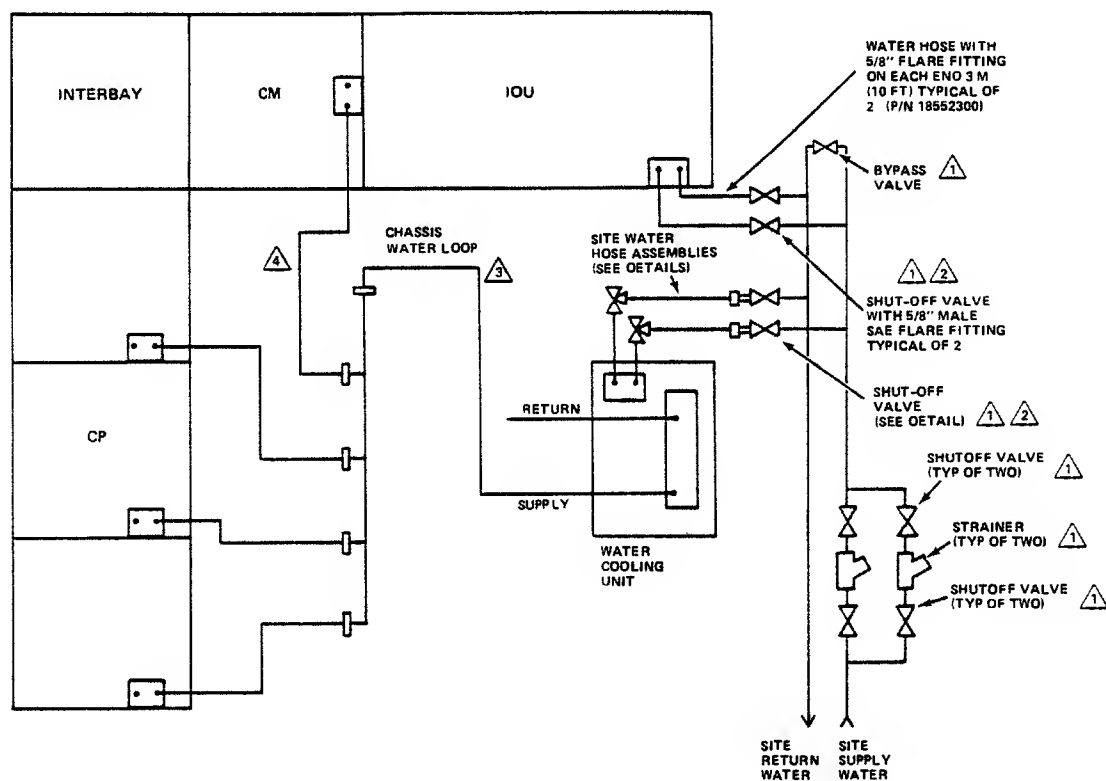 INTERBAY
CM
IOU
WATER HOSE WITH
5/8" FLARE FITTING
ON EACH ENO 3 M
(10 FT) TYPICAL OF
2 (P/N 18552300)
BYPASS
VALVE
1
CHASSIS
WATER LOOP
4
3
SITE WATER
HOSE ASSEMBLIES
(SEE OETAILS)
1 2
SHUT-OFF VALVE
WITH 5/8" MALE
SAE FLARE FITTING
TYPICAL OF 2
SHUT-OFF
VALVE
(SEE OETAIL)
1 2
CP
RETURN
SUPPLY
WATER
COOLING
UNIT
SHUTOFF VALVE
(TYP OF TWO)
1
STRAINER
(TYP OF TWO)
1
SHUTOFF VALVE
(TYP OF TWO)
1
SITE
RETURN
WATER
SITE
SUPPLY
WATER